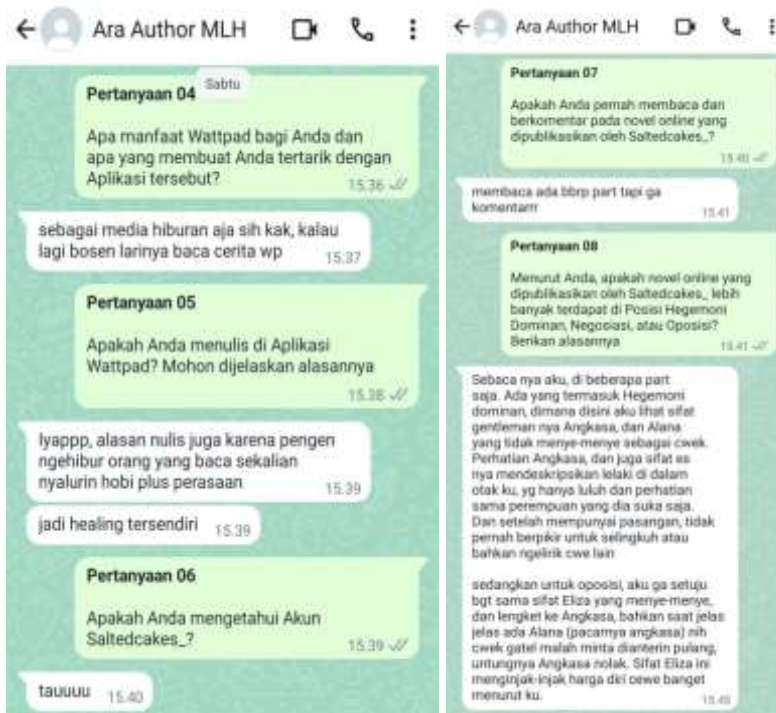 Ara Author MLH
Sabtu
Pertanyaan 04
Apa manfaat Wattpad bagi Anda dan
apa yang membuat Anda tertarik dengan
Aplikasi tersebut?
15.36
sebagai media hiburan aja sih kak, kalau
lagi bosen larinya baca cerita wp
15.37
Pertanyaan 05
Apakah Anda menulis di Aplikasi
Wattpad? Mohon dijelaskan alasannya
15.38
Iyappp, alasan nulis juga karena pengen
ngehibur orang yang baca sekalian
nyalurin hobi plus perasaan
15.39
jadi healing tersendiri
15.39
Pertanyaan 06
Apakah Anda mengetahui Akun
Saltedcakes_?
15.39
tauuuu
15.40
Ara Author MLH
Pertanyaan 07
Apakah Anda pernah membaca dan
berkomentar pada novel online yang
dipublikasikan oleh Saltedcakes_?
15.40
membaca ada bbrp part tapi ga
komentarrr
15.41
Pertanyaan 08
Menurut Anda, apakah novel online yang
dipublikasikan oleh Saltedcakes_ lebih
banyak terdapat di Posisi Hegemoni
Dominan, Negosiasi, atau Oposisi?
Berikan alasannya
15.41
Sebaca nya aku, di beberapa part
saja. Ada yang termasuk Hegemoni
dominan, dimana disini aku lihat sifat
gentleman nya Angkasa, dan Alana
yang tidak menye-menye sebagai cwek.
Perhatian Angkasa, dan juga sifat es
nya mendeskripsikan lelaki di dalam
otak ku, yg hanya luluh dan perhatian
sama perempuan yang dia suka saja.
Dan setelah mempunyai pasangan, tidak
pernah berpikir untuk selingkuh atau
bahkan ngelirik cwe lain
sedangkan untuk oposisi, aku ga setuju
bgt sama sifat Eliza yang menye-menye,
dan lengket ke Angkasa, bahkan saat jelas
jelas ada Alana (pacarnya angkasa) nih
cwek gatel malah minta dianterin pulang,
untungnya Angkasa nolak. Sifat Eliza ini
menginjak-injak harga diri cewe banget
menurut ku.